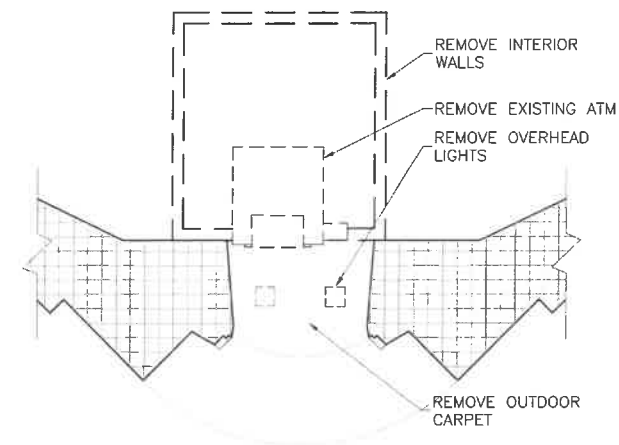 REMOVE INTERIOR
WALLS
REMOVE EXISTING ATM
REMOVE OVERHEAD
LIGHTS
REMOVE OUTDOOR
CARPET